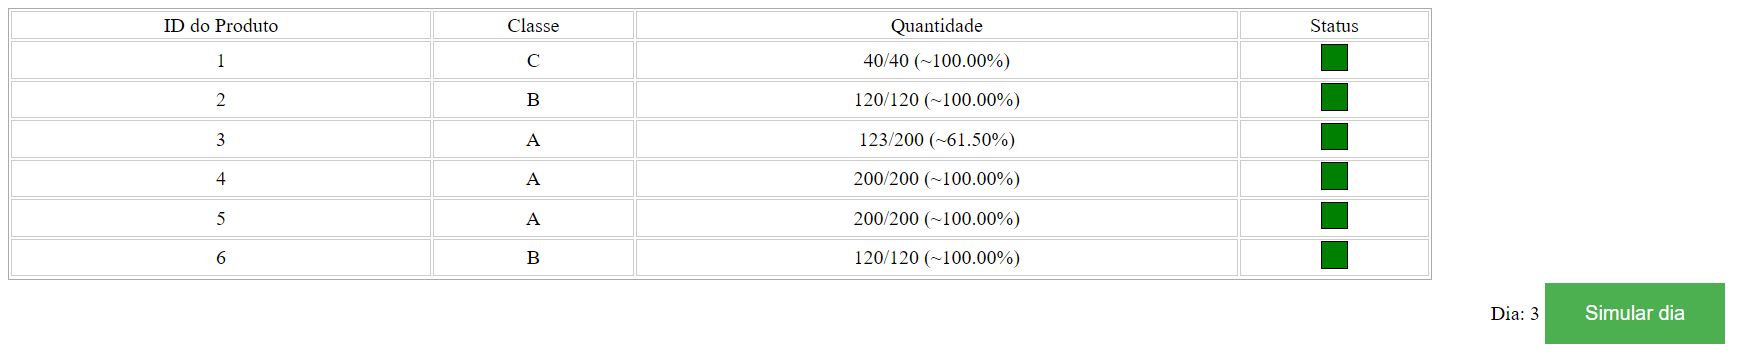 ID do Produto Classe Quantidade Status
1 C 40/40 (~100.00%)
2 B 120/120 (~100.00%)
3 A 123/200 (~61.50%)
4 A 200/200 (~100.00%)
5 A 200/200 (~100.00%)
6 B 120/120 (~100.00%)
Dia: 3 Simular dia